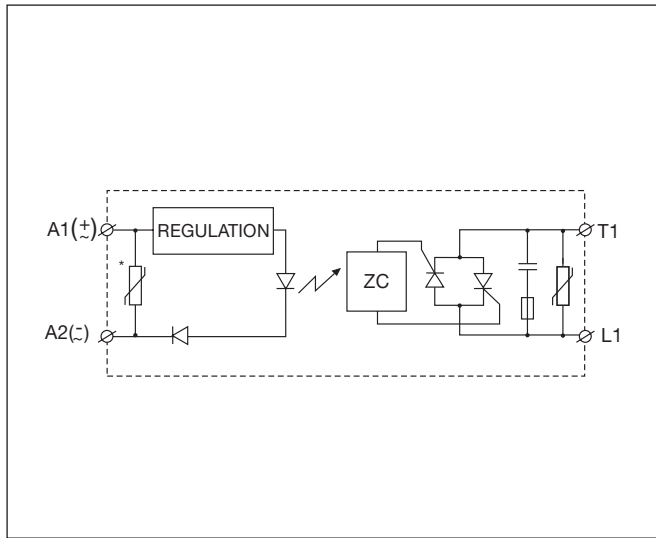 A1(+~)
REGULATION
T1
*
ZC
A2(-~)
L1